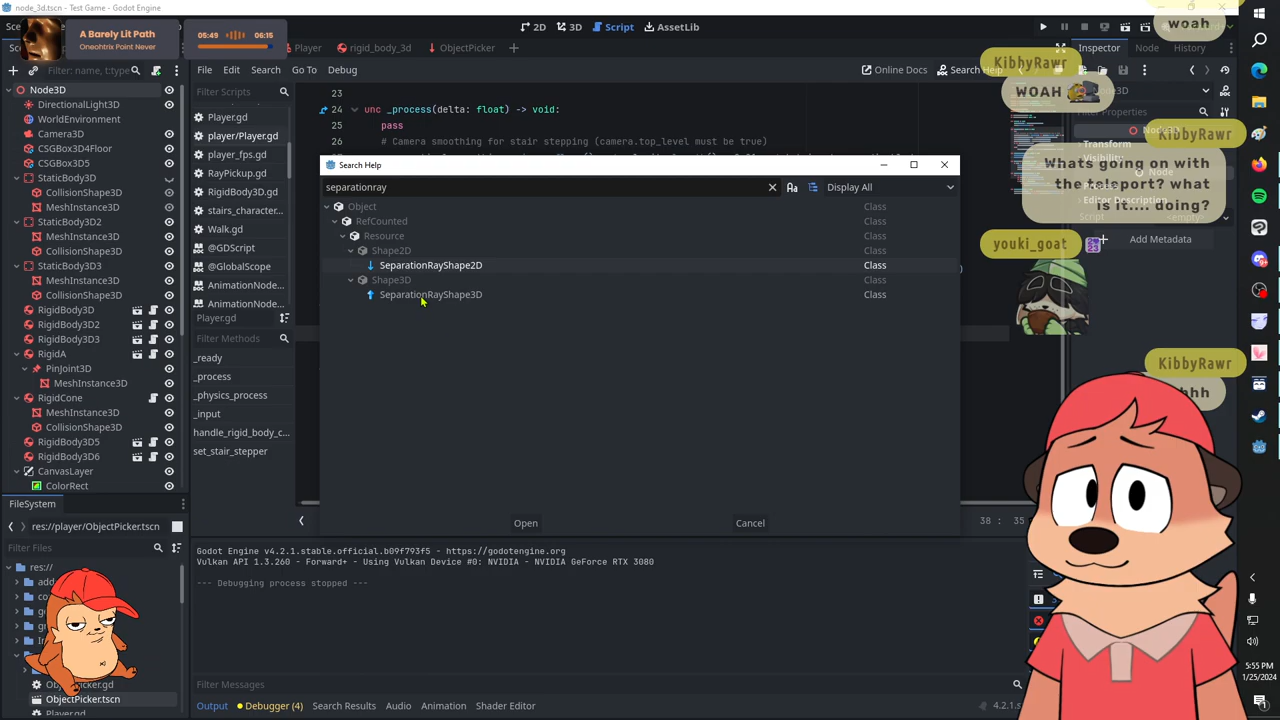 node_3d.tscn - Test Game - Godot Engine
A Barely Lit Path
Oneohtrix Point Never
05:49
06:15
2D
3D
Script
AssetLib
Player
rigid_body_3d
ObjectPicker
Filter: name, t:type
Node3D
DirectionalLight3D
WorldEnvironment
Camera3D
CSGBox3D4Floor
CSGBox3D5
StaticBody3D
CollisionShape3D
MeshInstance3D
StaticBody3D2
MeshInstance3D
CollisionShape3D
StaticBody3D3
MeshInstance3D
CollisionShape3D
RigidBody3D
RigidBody3D2
RigidBody3D3
RigidA
PinJoint3D
MeshInstance3D
RigidCone
MeshInstance3D
CollisionShape3D
RigidBody3D5
RigidBody3D6
CanvasLayer
ColorRect
FileSystem
res://player/ObjectPicker.tscn
Filter Files
res://
ObjectPicker.tscn
File
Edit
Search
Go To
Debug
Online Docs
Search Help
Filter Scripts
Player.gd
player/Player.gd
player_fps.gd
RayPickup.gd
RigidBody3D.gd
stairs_character...
Walk.gd
@GDScript
@GlobalScope
AnimationNode...
AnimationNode...
Player.gd
Filter Methods
_ready
_process
_physics_process
_input
handle_rigid_body_c...
set_stair_stepper
23
24
unc _process(delta: float) -> void:
25
pass
# Camera smoothing for stair stepping (camera.top_level must be true)
Search Help
separationray
Display All
Object
Class
RefCounted
Class
Resource
Class
Shape2D
Class
SeparationRayShape2D
Class
Shape3D
Class
SeparationRayShape3D
Class
Open
Cancel
38 : 35
Godot Engine v4.2.1.stable.official.b09f793f5 - https://godotengine.org
Vulkan API 1.3.260 - Forward+ - Using Vulkan Device #0: NVIDIA - NVIDIA GeForce RTX 3080
--- Debugging process stopped ---
Filter Messages
Output
Debugger (4)
Search Results
Audio
Animation
Shader Editor
4.2.1.s
Inspector
Node
History
Filter Properties
Transform
Node
Add Metadata
woah
KibbyRawr
WOAH
KibbyRawr
Whats going on with
the teleport? what
is it.... doing?
youki_goat
KibbyRawr
5:55 PM
1/25/2024